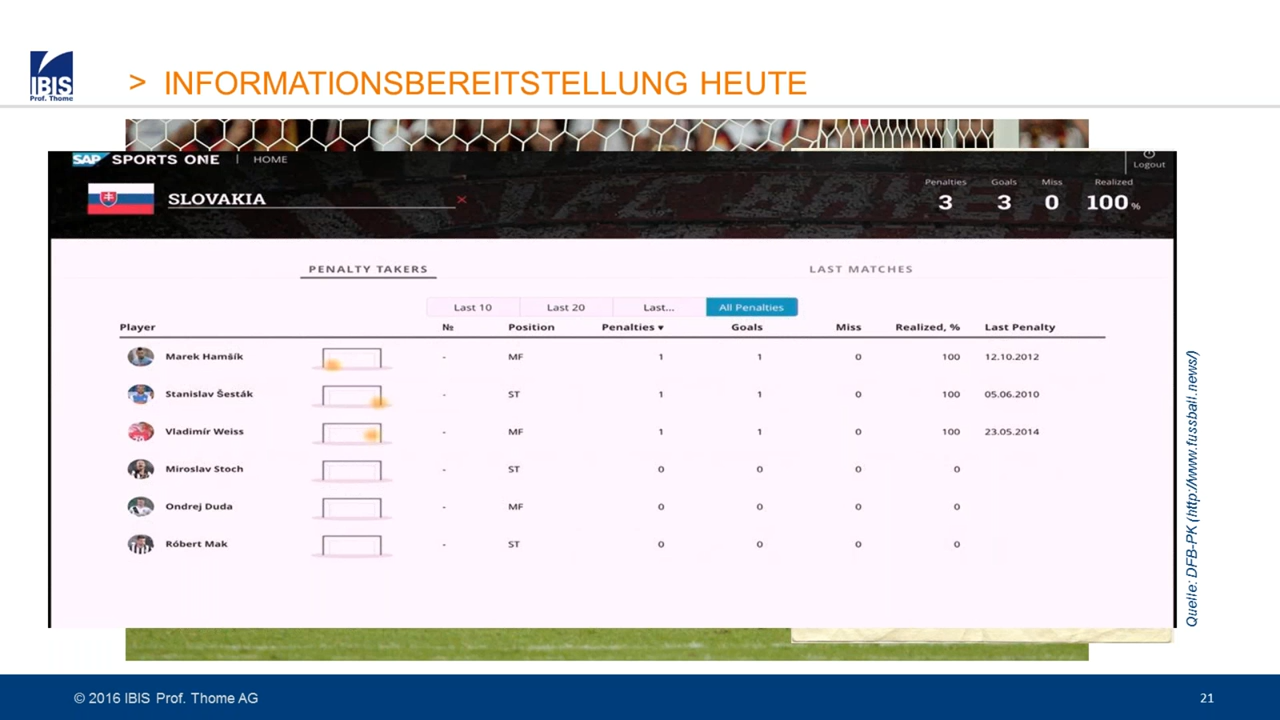 IBIS
Prof. Thome
> INFORMATIONSBEREITSTELLUNG HEUTE
SAP SPORTS ONE | HOME
Logout
SLOVAKIA ×
Penalties Goals Miss Realized
3 3 0 100 %
PENALTY TAKERS LAST MATCHES
Last 10 Last 20 Last... All Penalties
Player № Position Penalties ▾ Goals Miss Realized, % Last Penalty
Marek Hamšík - MF 1 1 0 100 12.10.2012
Stanislav Šesták - ST 1 1 0 100 05.06.2010
Vladimír Weiss - MF 1 1 0 100 23.05.2014
Miroslav Stoch - ST 0 0 0 0
Ondrej Duda - MF 0 0 0 0
Róbert Mak - ST 0 0 0 0
Quelle: DFB-PK (http://www.fussball.news/)
© 2016 IBIS Prof. Thome AG
21